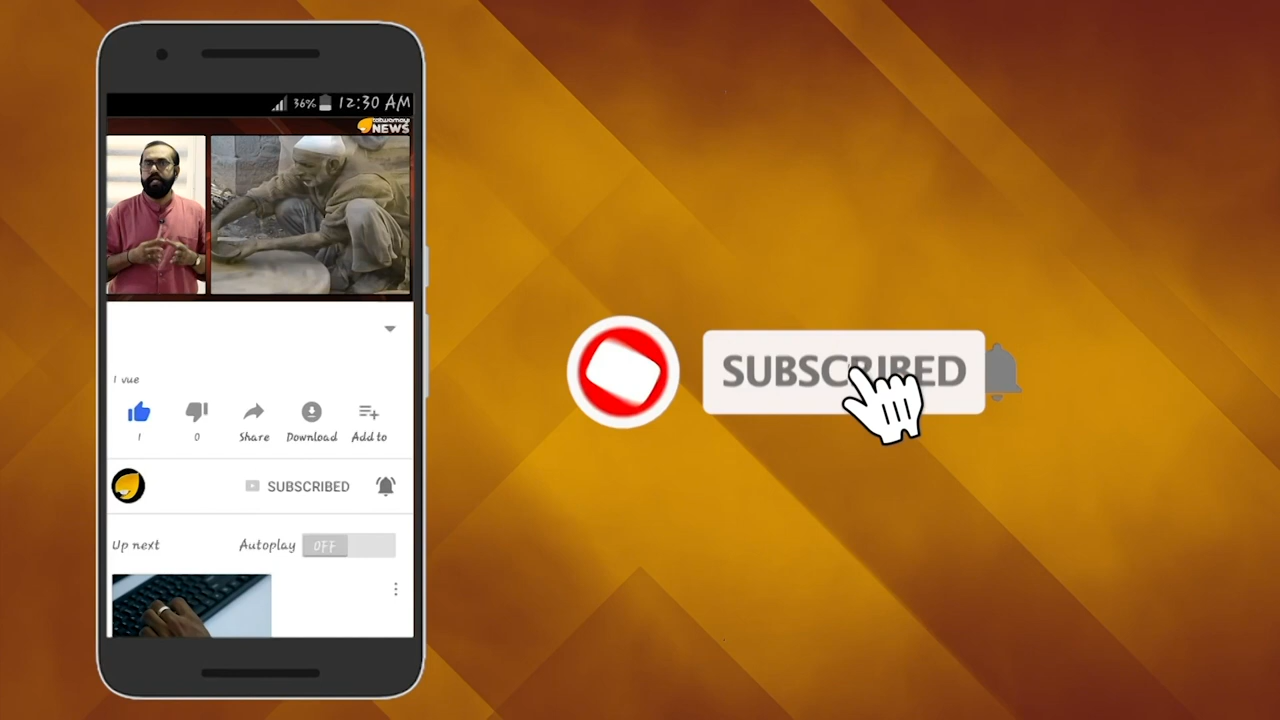 36% 12:30 AM
tatwamayi
NEWS
1 vue
1
0
Share
Download
Add to
SUBSCRIBED
Up next
Autoplay
OFF
SUBSCRIBED